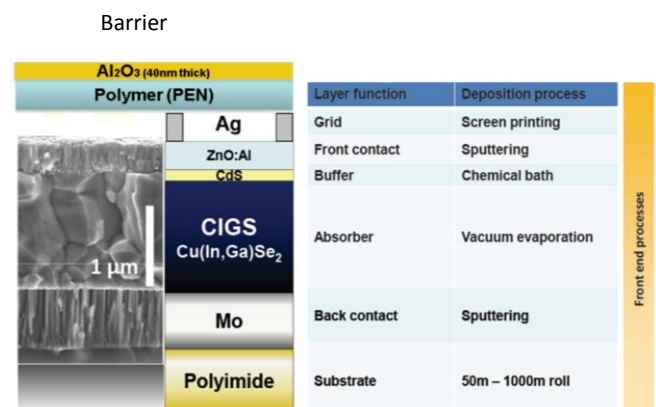 Barrier
Al2O3 (40nm thick)
Polymer (PEN)
Ag
ZnO:Al
CdS
CIGS
Cu(In,Ga)Se2
1 µm
Mo
Polyimide
Layer function Deposition process
Grid Screen printing
Front contact Sputtering
Buffer Chemical bath
Absorber Vacuum evaporation
Back contact Sputtering
Substrate 50m – 1000m roll
Front end processes